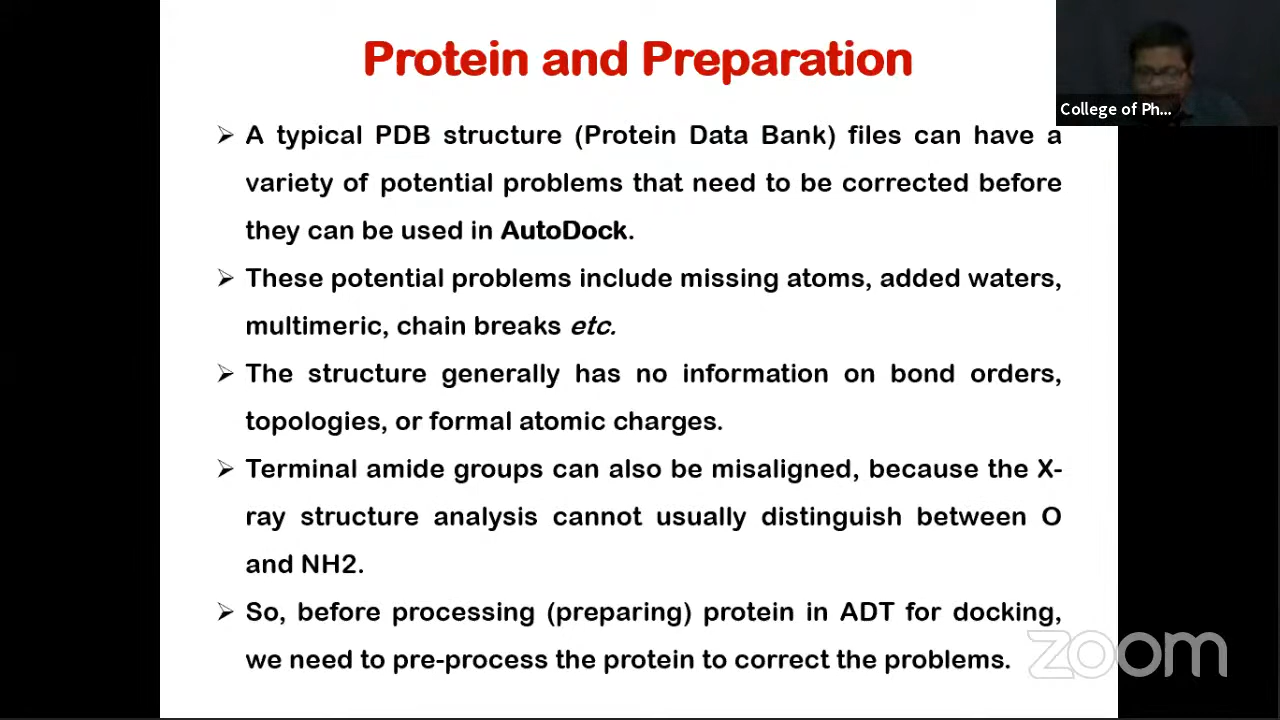 Protein and Preparation
College of Ph...
➢ A typical PDB structure (Protein Data Bank) files can have a
variety of potential problems that need to be corrected before
they can be used in AutoDock.
➢ These potential problems include missing atoms, added waters,
multimeric, chain breaks etc.
➢ The structure generally has no information on bond orders,
topologies, or formal atomic charges.
➢ Terminal amide groups can also be misaligned, because the X-
ray structure analysis cannot usually distinguish between O
and NH2.
➢ So, before processing (preparing) protein in ADT for docking,
we need to pre-process the protein to correct the problems.
zoom